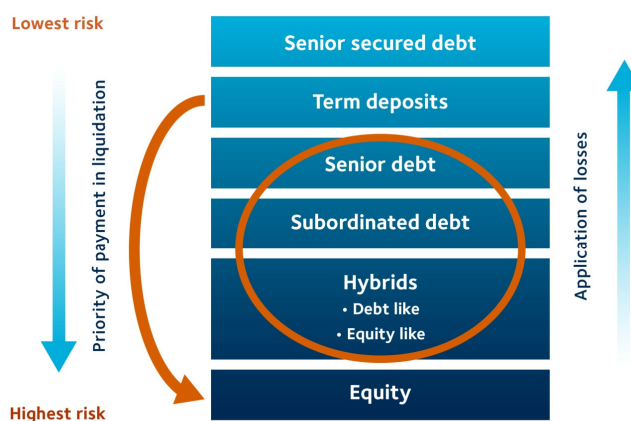 Lowest risk
Senior secured debt
Term deposits
Senior debt
Subordinated debt
Hybrids
• Debt like
• Equity like
Equity
Highest risk
Priority of payment in liquidation
Application of losses